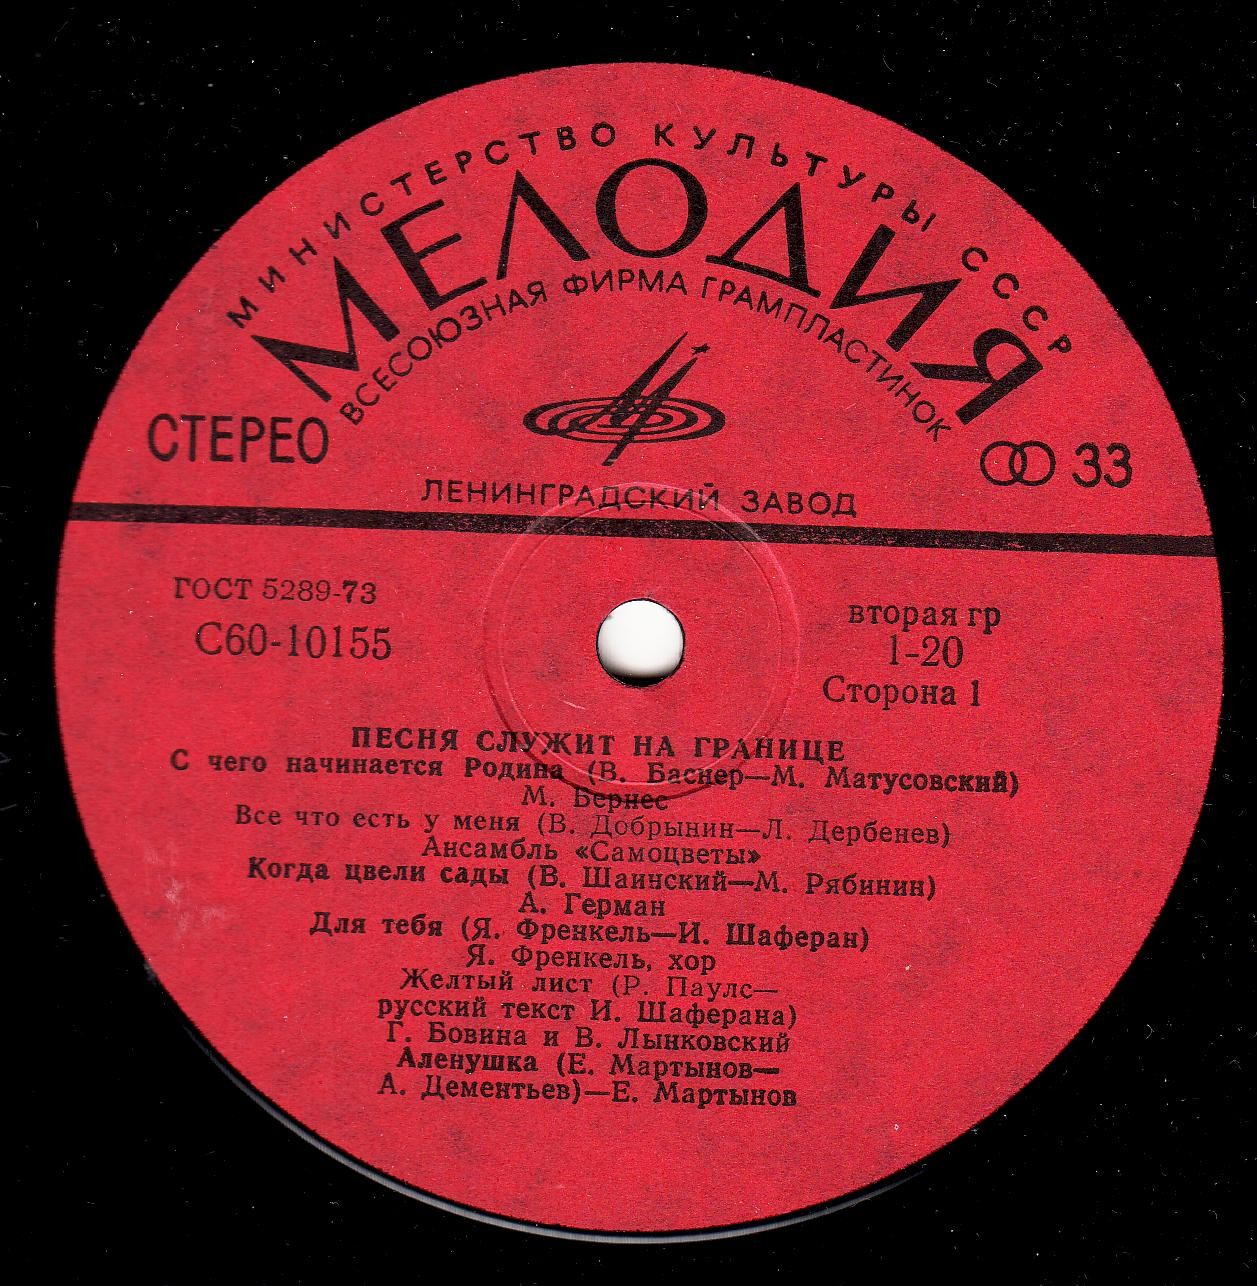 МИНИСТЕРСТВО КУЛЬТУРЫ СССР
МЕЛОДИЯ
ВСЕСОЮЗНАЯ ФИРМА ГРАМПЛАСТИНОК
СТЕРЕО
33
ЛЕНИНГРАДСКИЙ ЗАВОД
ГОСТ 5289-73
С60-10155
вторая гр
1-20
Сторона 1
ПЕСНЯ СЛУЖИТ НА ГРАНИЦЕ
С чего начинается Родина (В. Баснер—М. Матусовский)
М. Бернес
Все что есть у меня (В. Добрынин—Л. Дербенев)
Ансамбль «Самоцветы»
Когда цвели сады (В. Шаинский—М. Рябинин)
А. Герман
Для тебя (Я. Френкель—И. Шаферан)
Я. Френкель, хор
Желтый лист (Р. Паулс—
русский текст И. Шаферана)
Г. Бовина и В. Лынковский
Аленушка (Е. Мартынов—
А. Дементьев)—Е. Мартынов